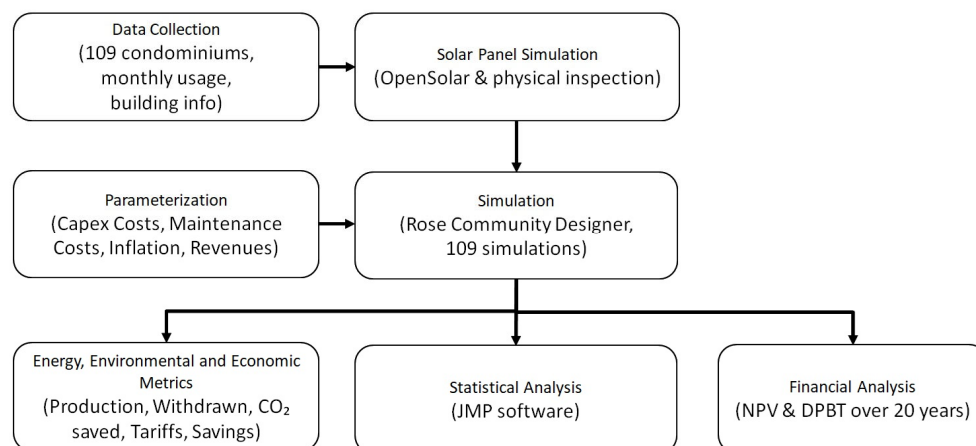 Data Collection
(109 condominiums,
monthly usage,
building info)
Solar Panel Simulation
(OpenSolar & physical inspection)
Parameterization
(Capex Costs, Maintenance
Costs, Inflation, Revenues)
Simulation
(Rose Community Designer,
109 simulations)
Energy, Environmental and Economic
Metrics
(Production, Withdrawn, CO₂
saved, Tariffs, Savings)
Statistical Analysis
(JMP software)
Financial Analysis
(NPV & DPBT over 20 years)